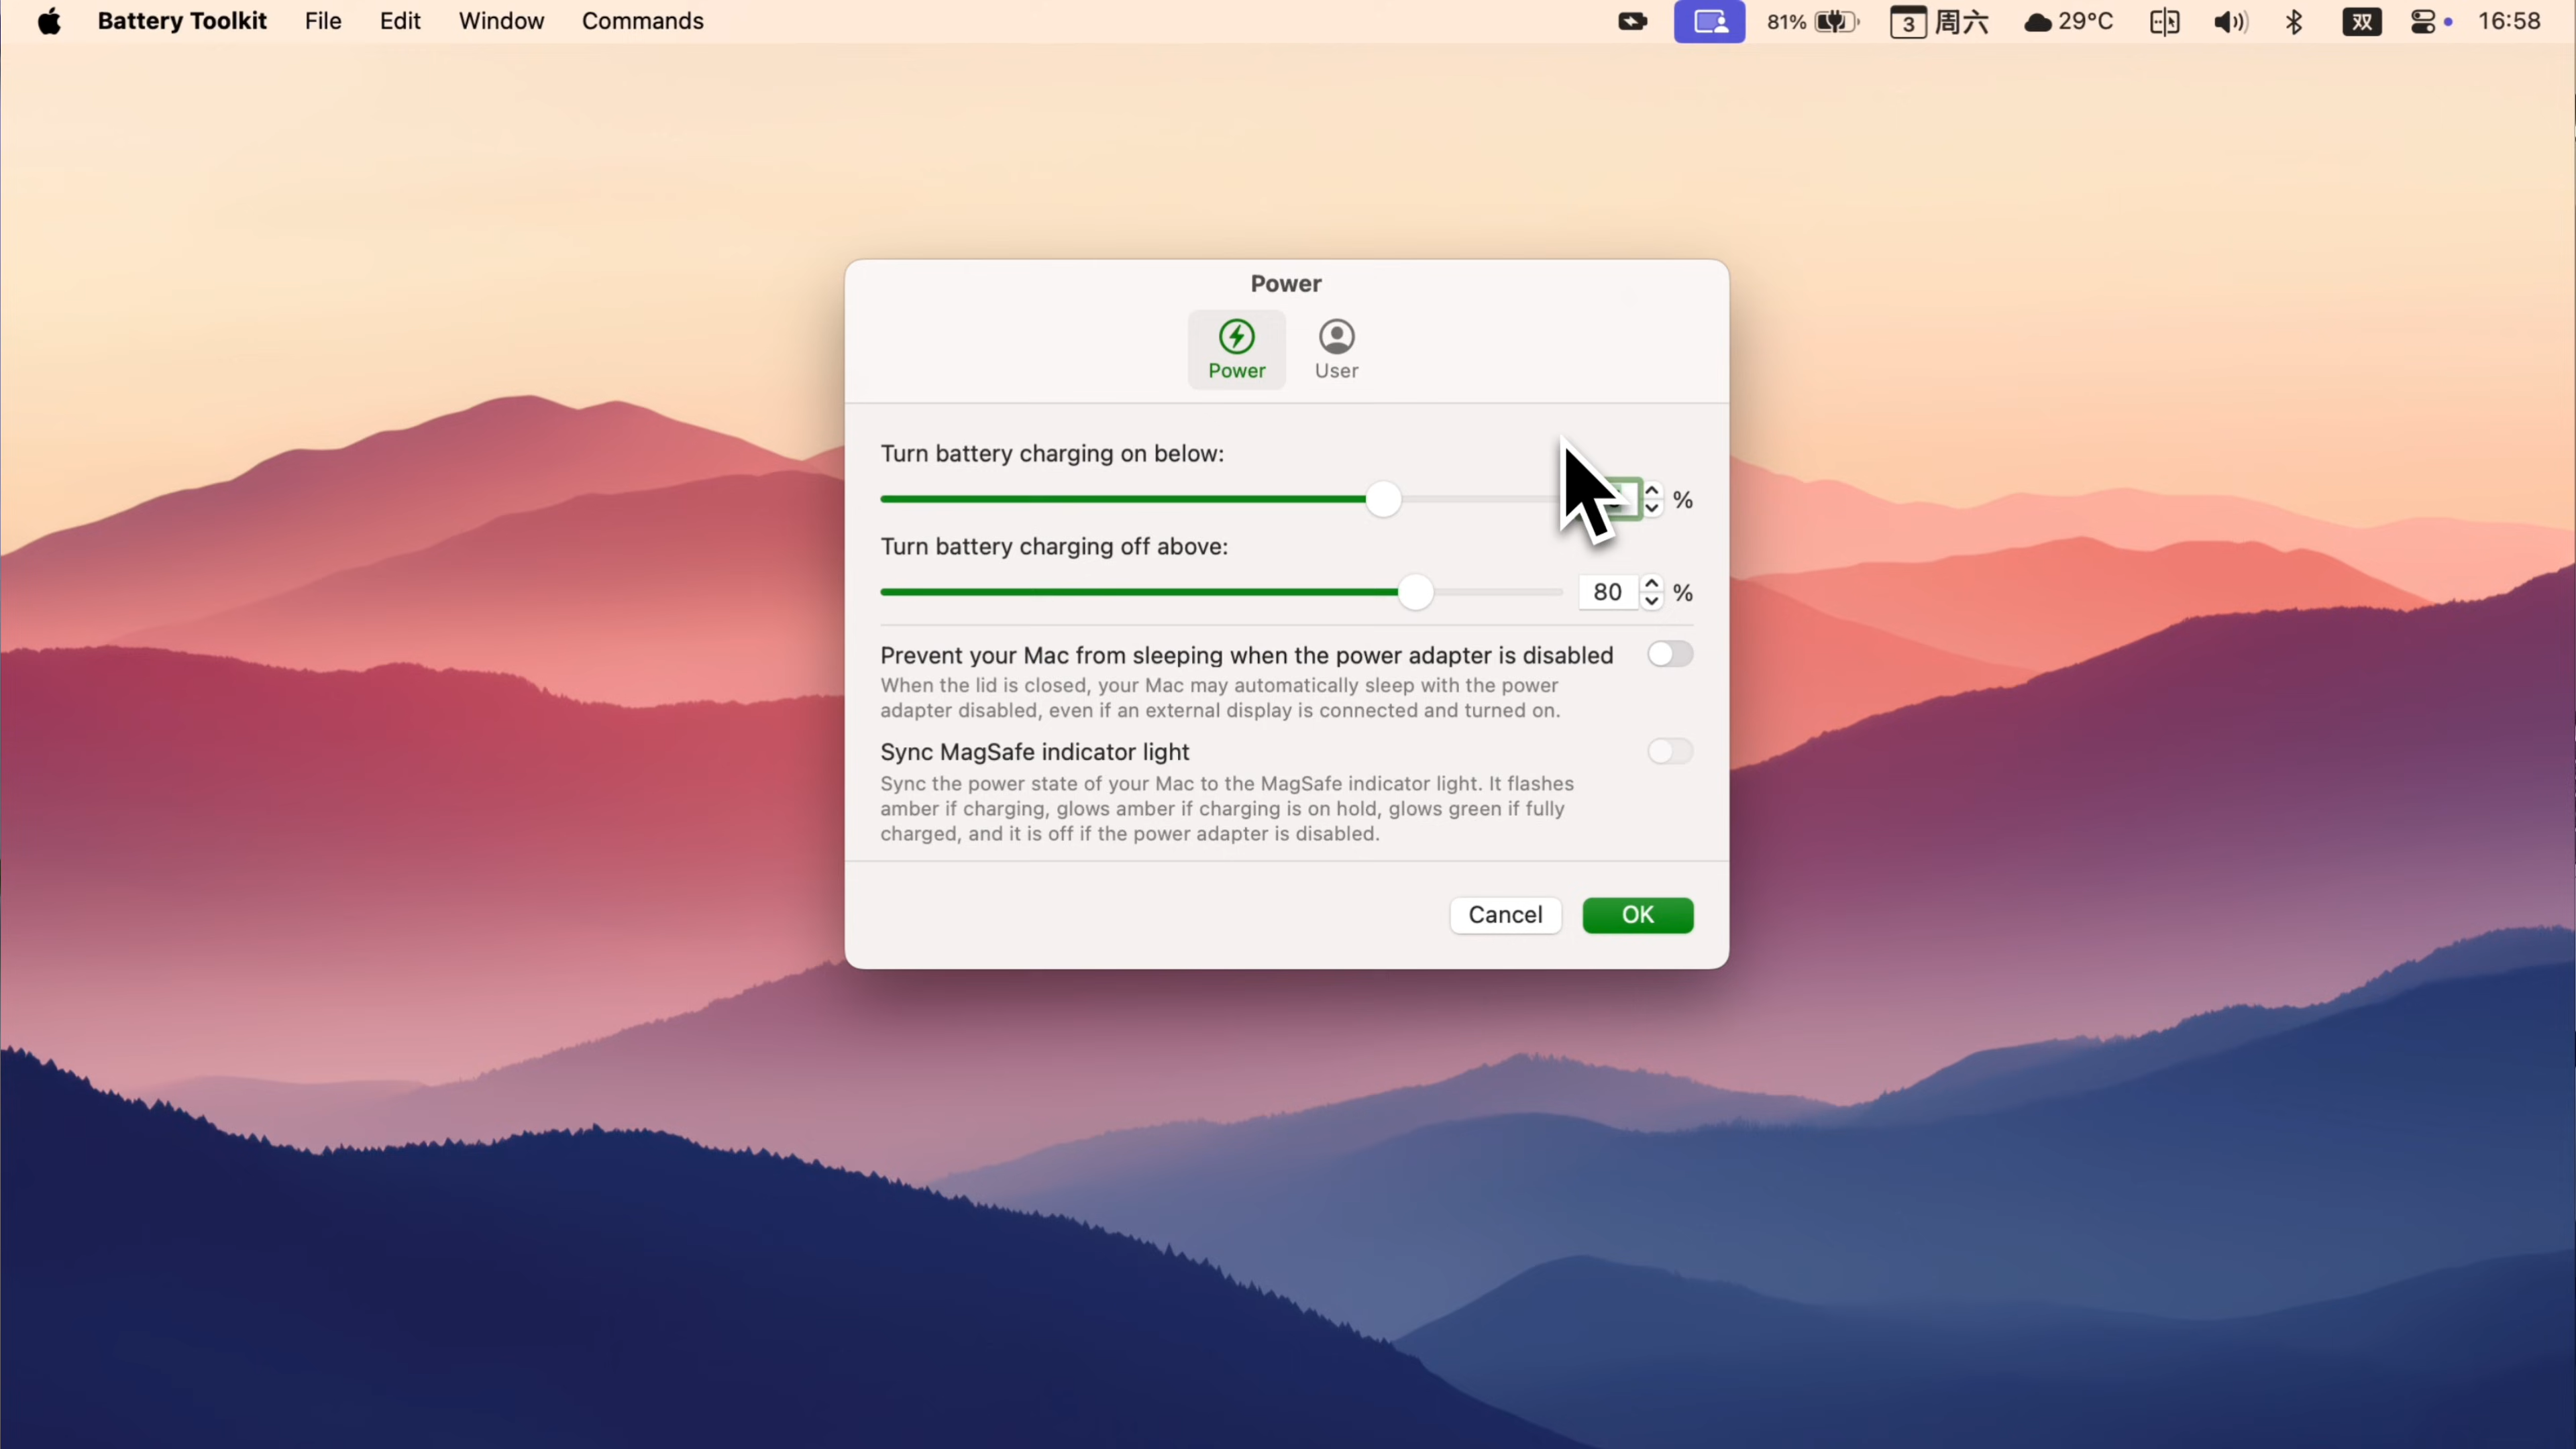 Battery Toolkit File Edit Window Commands 81% 3 周六 29°C 双 16:58
Power
Power User
Turn battery charging on below:
%
Turn battery charging off above:
80 %
Prevent your Mac from sleeping when the power adapter is disabled
When the lid is closed, your Mac may automatically sleep with the power
adapter disabled, even if an external display is connected and turned on.
Sync MagSafe indicator light
Sync the power state of your Mac to the MagSafe indicator light. It flashes
amber if charging, glows amber if charging is on hold, glows green if fully
charged, and it is off if the power adapter is disabled.
Cancel OK